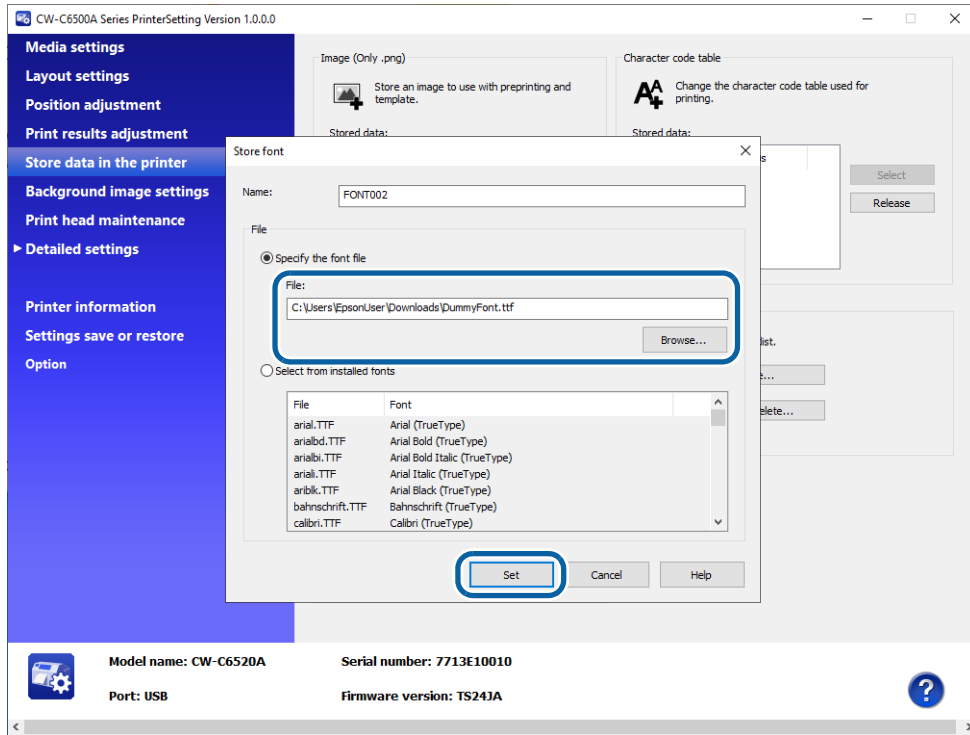 CW-C6500A Series PrinterSetting Version 1.0.0.0
Media settings
Layout settings
Position adjustment
Print results adjustment
Store data in the printer
Background image settings
Print head maintenance
Detailed settings
Printer information
Settings save or restore
Option
Image (Only .png)
Store an image to use with preprinting and
template.
Stored data:
Character code table
Change the character code table used for
printing.
Stored data:
s
Select
Release
list.
...
elete...
Store font
Name:
FONT002
File
Specify the font file
File:
C:\Users\EpsonUser\Downloads\DummyFont.ttf
Browse...
Select from installed fonts
File Font
arial.TTF Arial (TrueType)
arialbd.TTF Arial Bold (TrueType)
arialbi.TTF Arial Bold Italic (TrueType)
ariali.TTF Arial Italic (TrueType)
ariblk.TTF Arial Black (TrueType)
bahnschrift.TTF Bahnschrift (TrueType)
calibri.TTF Calibri (TrueType)
Set Cancel Help
Model name: CW-C6520A Serial number: 7713E10010
Port: USB Firmware version: TS24JA
?